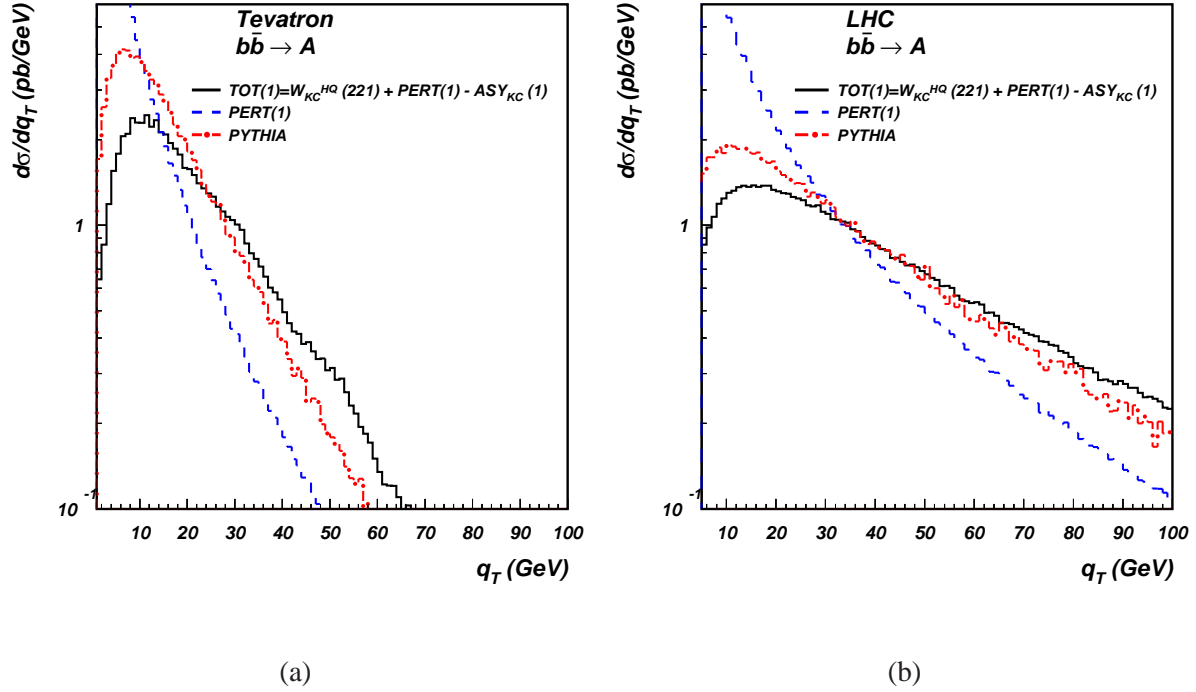 Tevatron
bb̄ → A
dσ/dq_T (pb/GeV)
TOT(1)=W_KC^HQ (221) + PERT(1) - ASY_KC (1)
PERT(1)
PYTHIA
1
10^-1
10 20 30 40 50 60 70 80 90 100
q_T (GeV)
(a)
LHC
bb̄ → A
dσ/dq_T (pb/GeV)
TOT(1)=W_KC^HQ (221) + PERT(1) - ASY_KC (1)
PERT(1)
PYTHIA
1
10^-1
10 20 30 40 50 60 70 80 90 100
q_T (GeV)
(b)